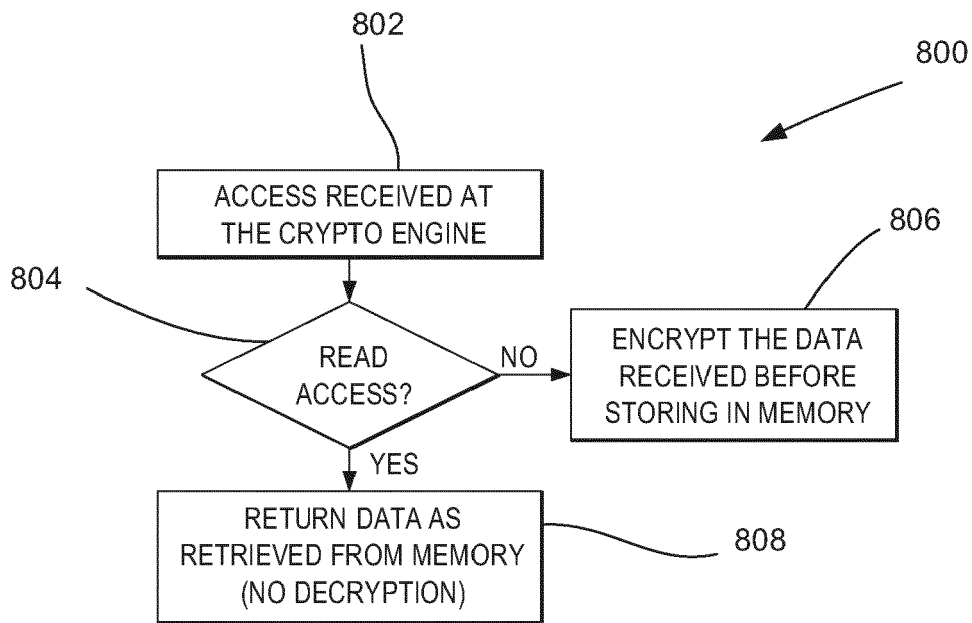 802
800
ACCESS RECEIVED AT
THE CRYPTO ENGINE
806
804
READ
ACCESS?
NO
ENCRYPT THE DATA
RECEIVED BEFORE
STORING IN MEMORY
YES
RETURN DATA AS
RETRIEVED FROM MEMORY
(NO DECRYPTION)
808